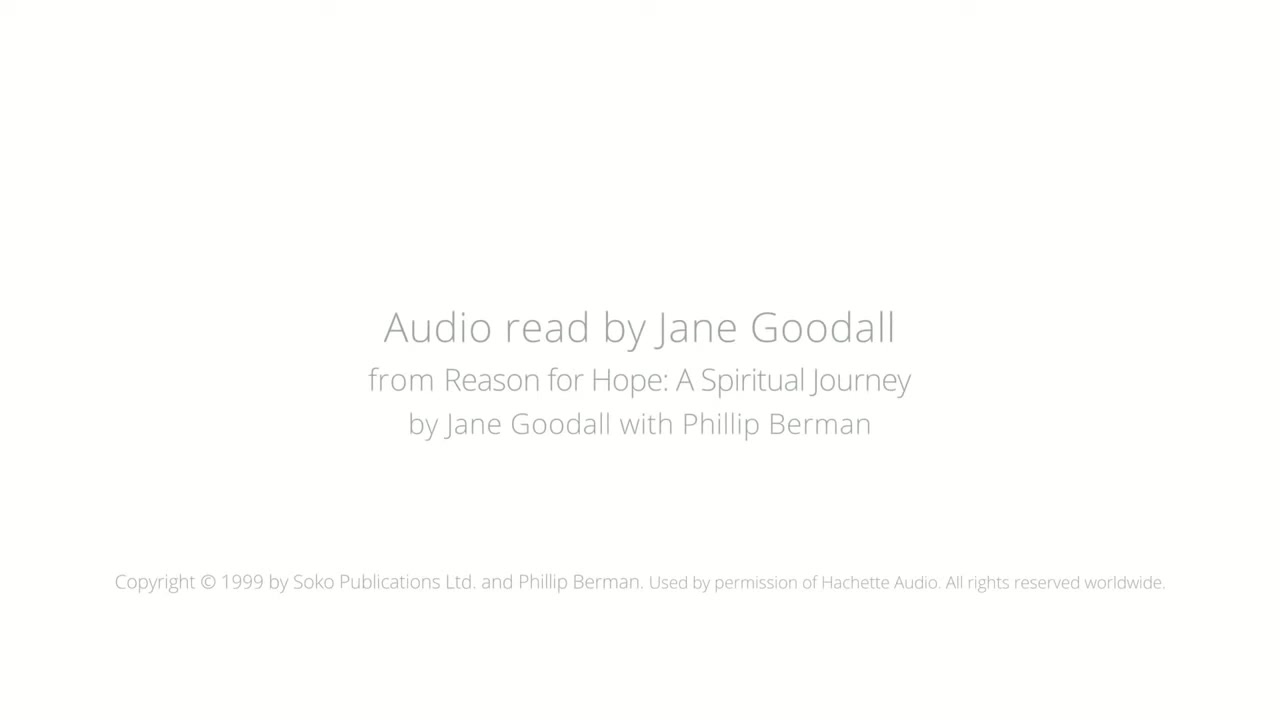 Audio read by Jane Goodall
from Reason for Hope: A Spiritual Journey
by Jane Goodall with Phillip Berman
Copyright © 1999 by Soko Publications Ltd. and Phillip Berman. Used by permission of Hachette Audio. All rights reserved worldwide.